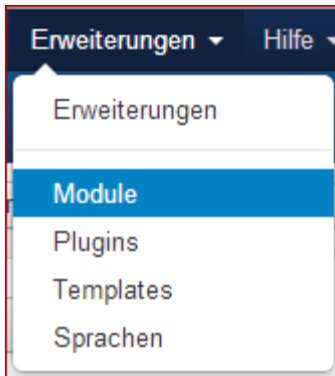 Erweiterungen Hilfe
Erweiterungen
Module
Plugins
Templates
Sprachen